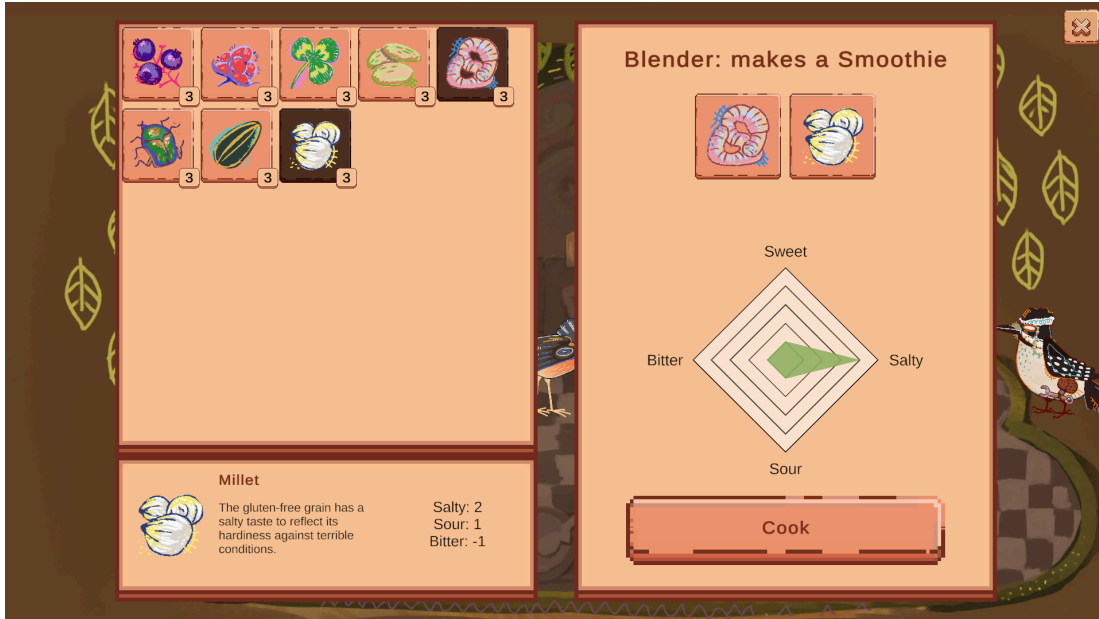 3 3 3 3 3
3 3 3
Millet
The gluten-free grain has a
salty taste to reflect its
hardiness against terrible
conditions.
Salty: 2
Sour: 1
Bitter: -1
Blender: makes a Smoothie
Sweet
Bitter
Salty
Sour
Cook